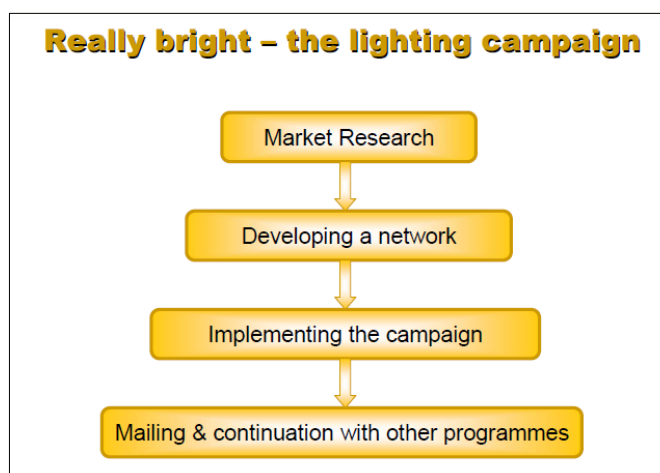 Really bright – the lighting campaign
Market Research
Developing a network
Implementing the campaign
Mailing & continuation with other programmes